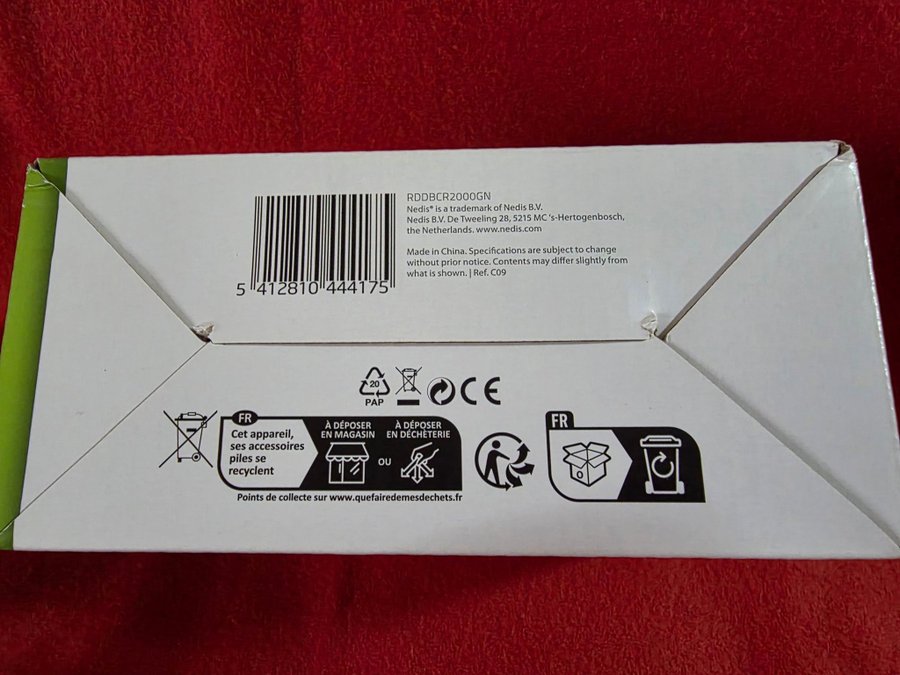 RDDBCR2000GN
Nedis® is a trademark of Nedis B.V.
Nedis B.V. De Tweeling 28, 5215 MC 's-Hertogenbosch,
the Netherlands. www.nedis.com
Made in China. Specifications are subject to change
without prior notice. Contents may differ slightly from
what is shown. | Ref. C09
5 412810 444175
20
PAP
CE
FR
Cet appareil,
ses accessoires
piles se
recyclent
À DÉPOSER
EN MAGASIN
OU
À DÉPOSER
EN DÉCHÈTERIE
Points de collecte sur www.quefairedemesdechets.fr
FR